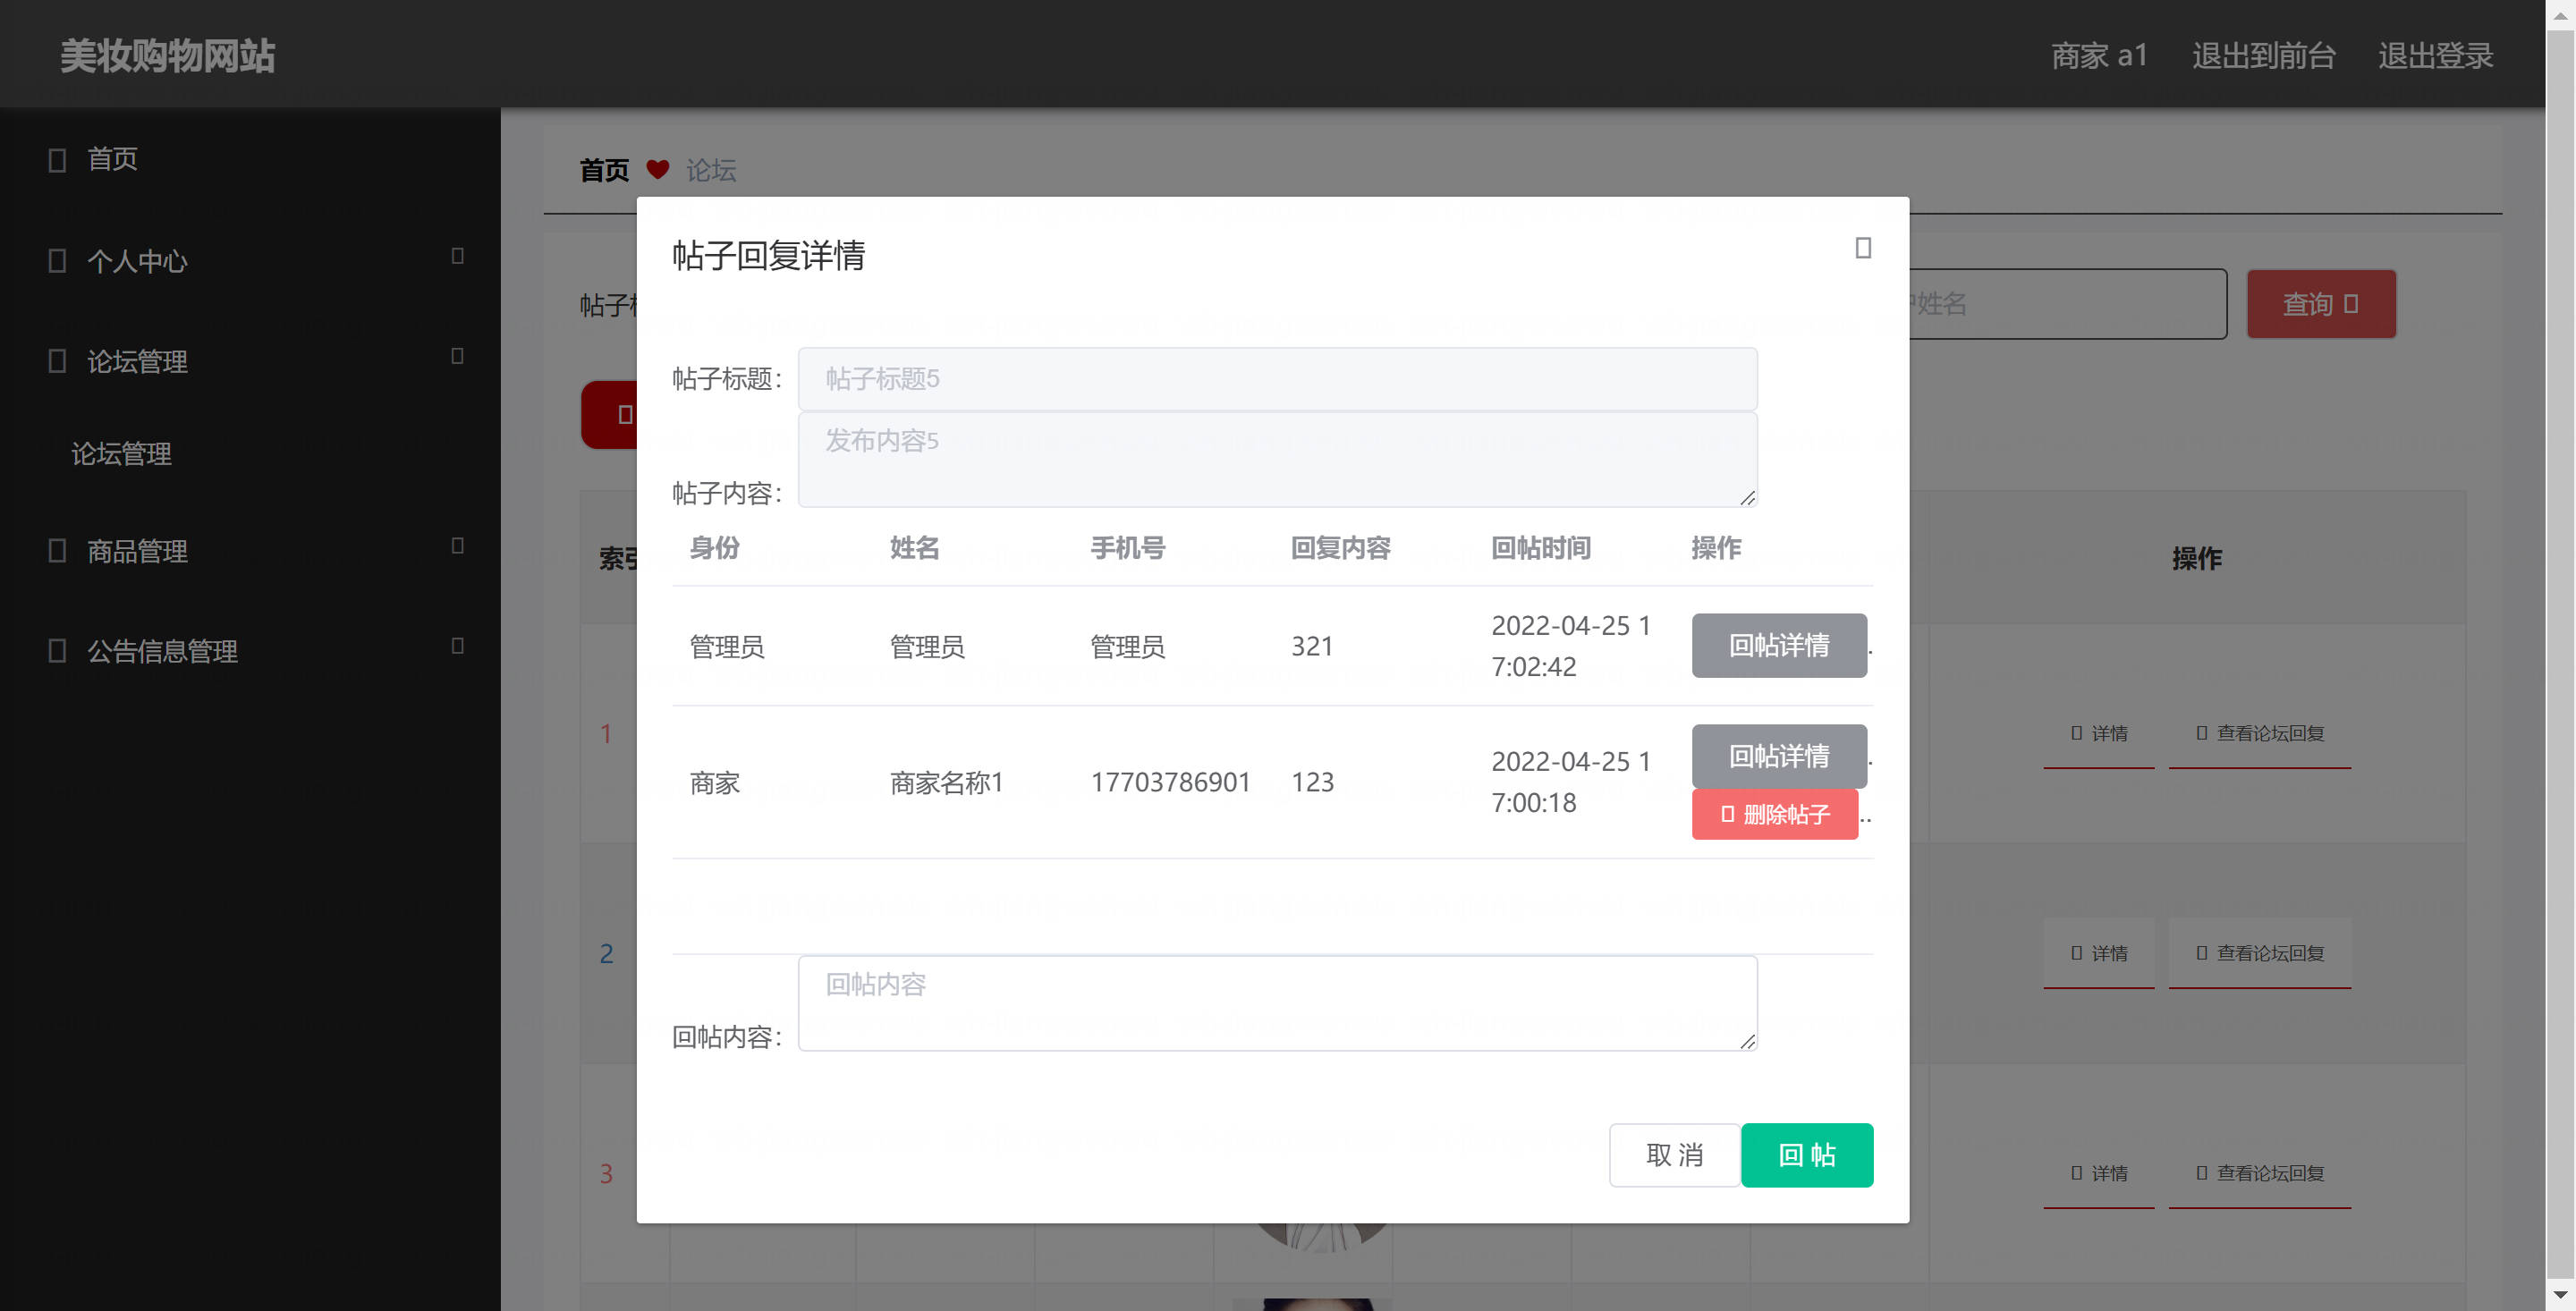 美妆购物网站
商家 a1 退出到前台 退出登录
首页
个人中心
论坛管理
论坛管理
商品管理
公告信息管理
首页 论坛
帖子
姓名
查询
索引
操作
1
详情 查看论坛回复
2
详情 查看论坛回复
3
详情 查看论坛回复
帖子回复详情
帖子标题: 帖子标题5
帖子内容: 发布内容5
身份 姓名 手机号 回复内容 回帖时间 操作
管理员 管理员 管理员 321 2022-04-25 1
7:02:42
回帖详情 .
商家 商家名称1 17703786901 123 2022-04-25 1
7:00:18
回帖详情 .
删除帖子 ..
回帖内容: 回帖内容
取 消 回 帖